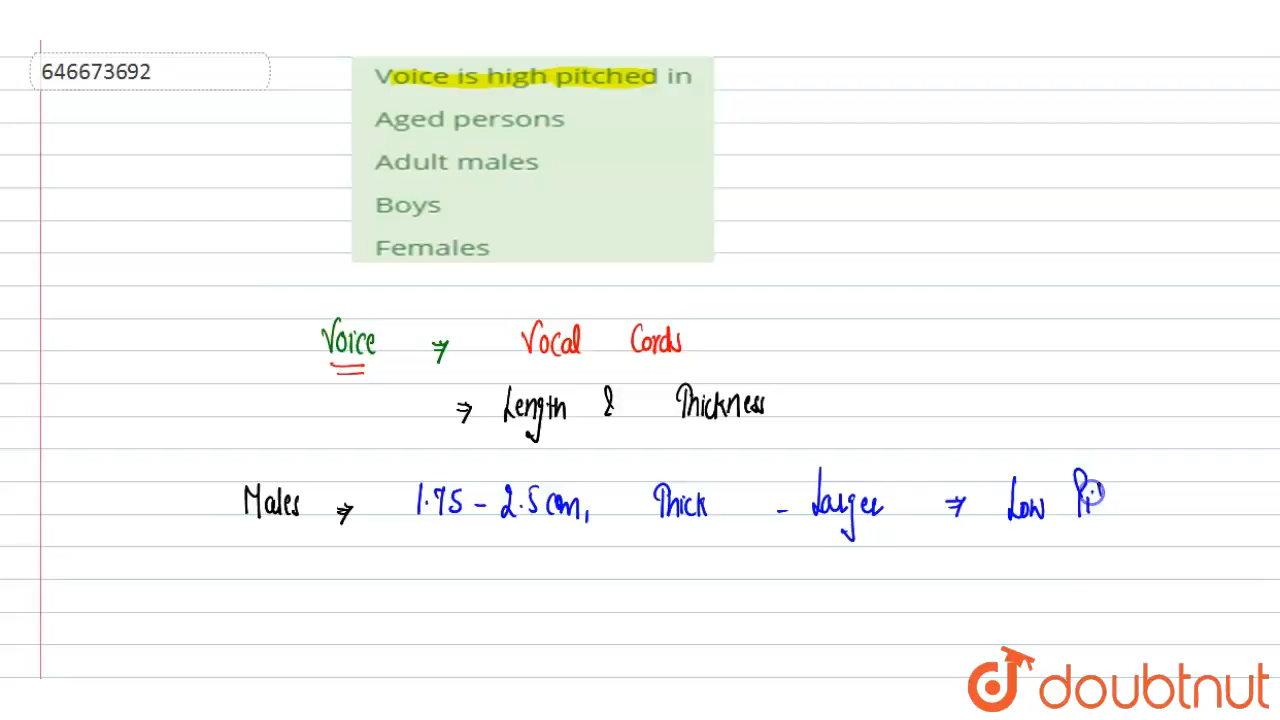 646673692
Voice is high pitched in
Aged persons
Adult males
Boys
Females
Voice ⇒ Vocal Cords
⇒ Length & Thickness
Males ⇒ 1.75 - 2.5 cm, Thick - Larger ⇒ Low
doubtnut